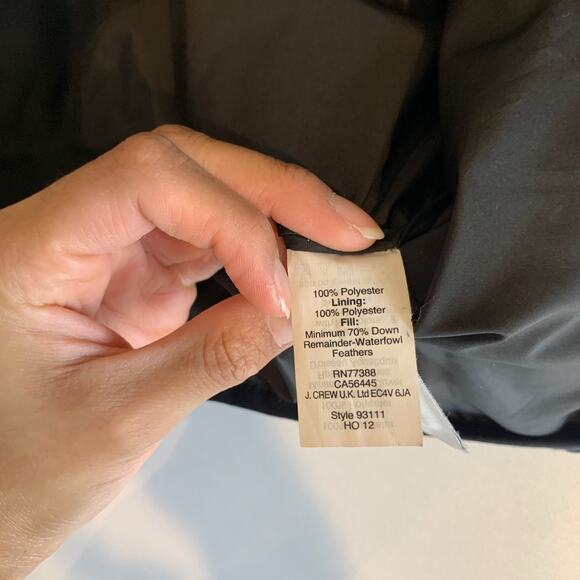 100% Polyester
Lining:
100% Polyester
Fill:
Minimum 70% Down
Remainder-Waterfowl
Feathers
RN77388
CA56445
J. CREW U.K. Ltd EC4V 6JA
Style 93111
HO 12